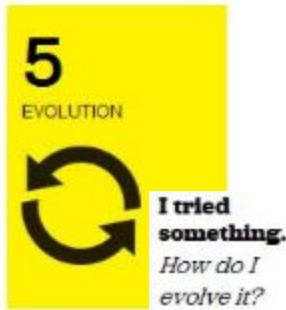 5
EVOLUTION
I tried
something.
How do I
evolve it?